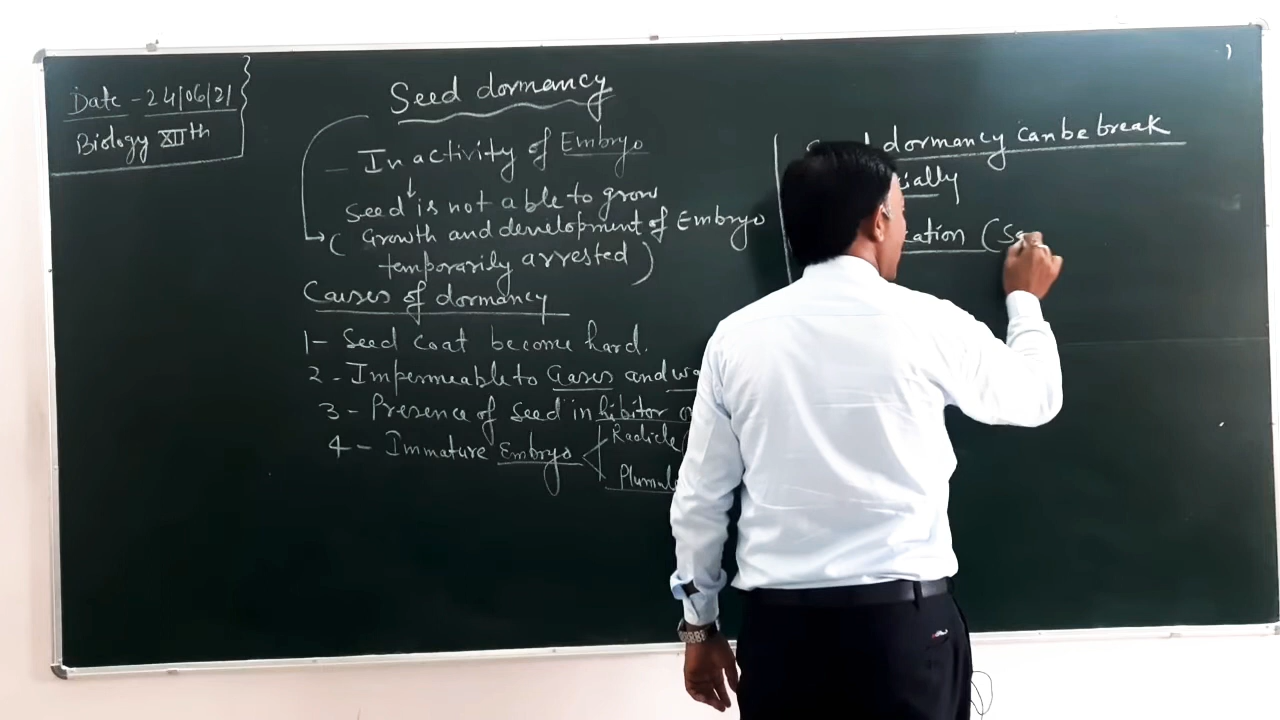 Date - 24/06/21
Biology XIIth
Seed dormancy
- Inactivity of Embryo
Seed is not able to grow
( Growth and development of Embryo
temporarily arrested )
Causes of dormancy
1- Seed coat become hard.
2 - Impermeable to Gases and
3 - Presence of Seed inhibitor
4 - Immature Embryo
Radicle
Plumule
dormancy can be break